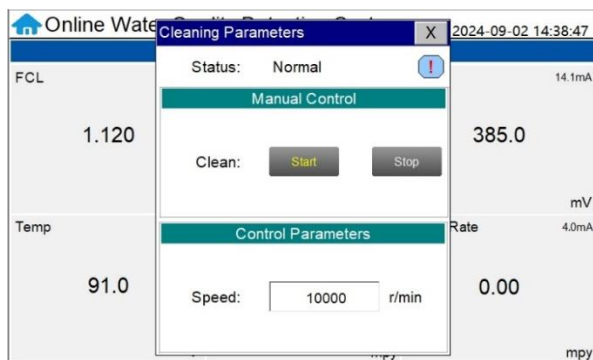 Online Wate
Cleaning Parameters
X
2024-09-02 14:38:47
Status: Normal
!
FCL
14.1mA
Manual Control
1.120
385.0
Clean: Start Stop
mV
Temp
Rate
4.0mA
Control Parameters
91.0
0.00
Speed: 10000 r/min
mpy